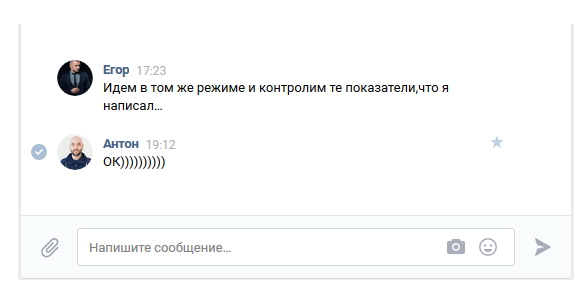 Егор 17:23
Идем в том же режиме и контролим те показатели,что я
написал...
Антон 19:12
ОК))))))))))
Напишите сообщение...